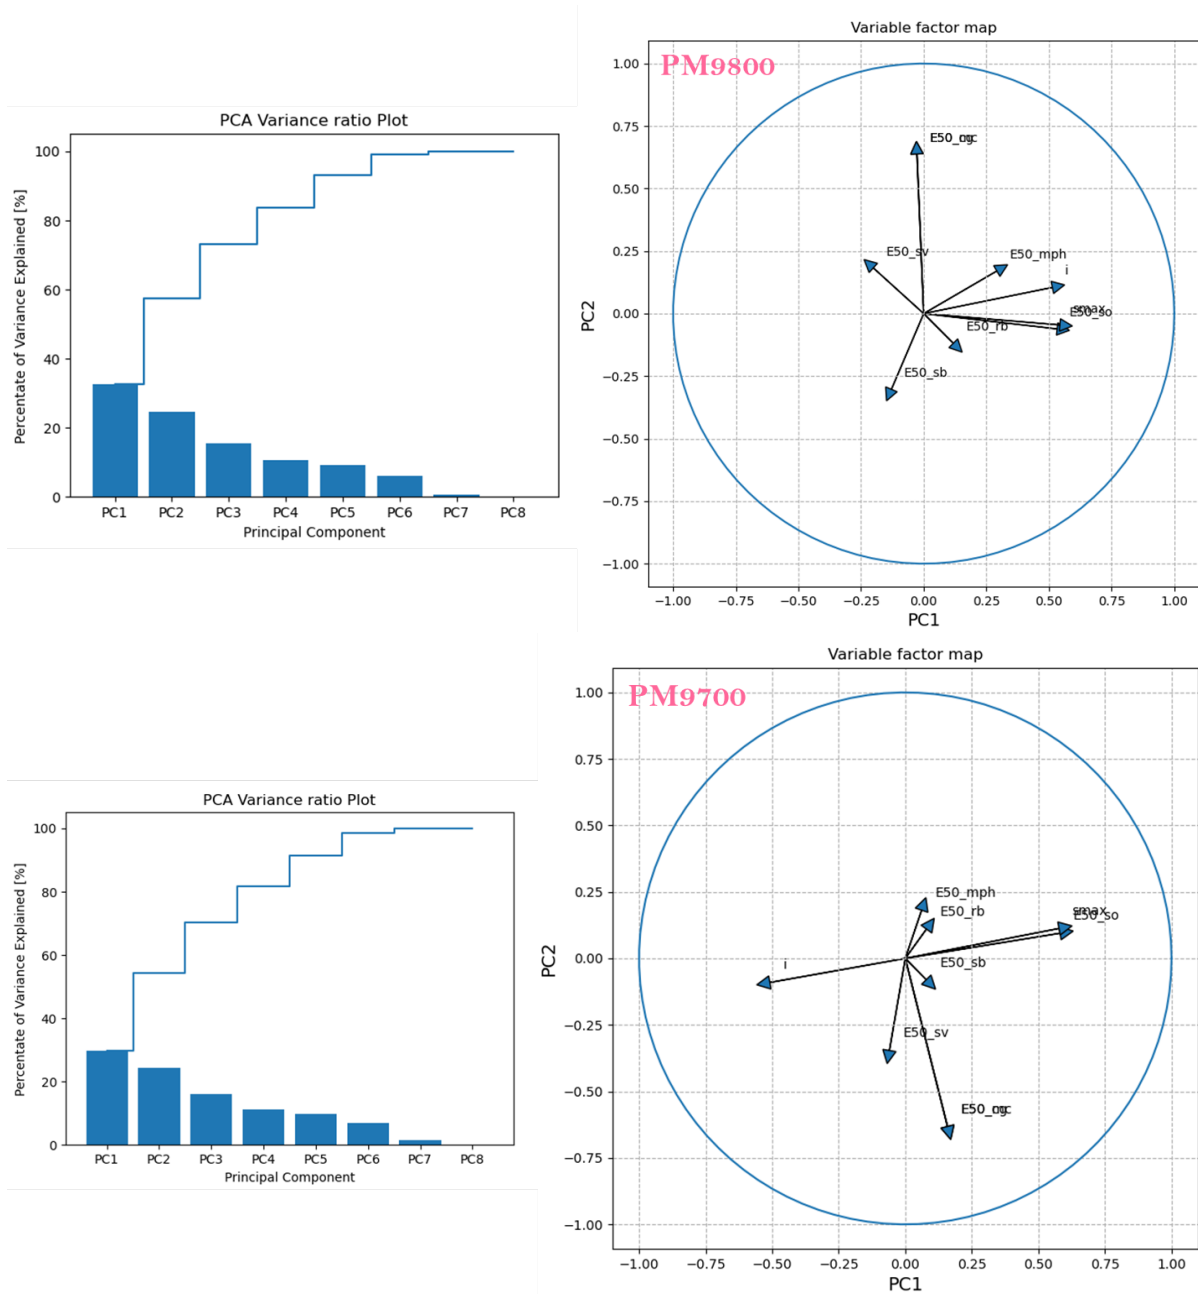 PCA Variance ratio Plot
Percentate of Variance Explained [%]
100
80
60
40
20
0
PC1 PC2 PC3 PC4 PC5 PC6 PC7 PC8
Principal Component
Variable factor map
PM9800
PC2
1.00
0.75
0.50
0.25
0.00
−0.25
−0.50
−0.75
−1.00
E50_mc
E50_sv
E50_mph
i
smax
E50_so
E50_rb
E50_sb
−1.00 −0.75 −0.50 −0.25 0.00 0.25 0.50 0.75 1.00
PC1
PCA Variance ratio Plot
Percentate of Variance Explained [%]
100
80
60
40
20
0
PC1 PC2 PC3 PC4 PC5 PC6 PC7 PC8
Principal Component
Variable factor map
PM9700
PC2
1.00
0.75
0.50
0.25
0.00
−0.25
−0.50
−0.75
−1.00
E50_mph
E50_rb
smax
E50_so
E50_sb
i
E50_sv
E50_mc
−1.00 −0.75 −0.50 −0.25 0.00 0.25 0.50 0.75 1.00
PC1